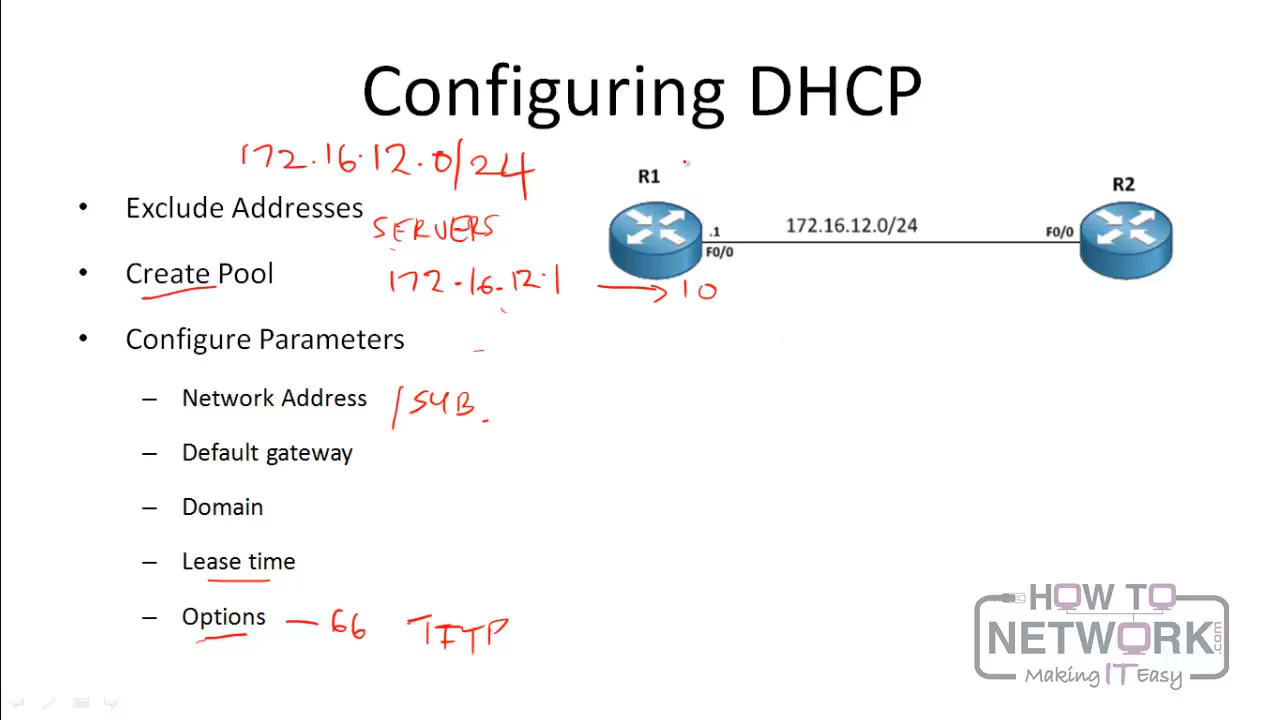 Configuring DHCP
172.16.12.0/24
• Exclude Addresses
SERVERS
• Create Pool
172.16.12.1 → 10
• Configure Parameters
– Network Address /SUB.
– Default gateway
– Domain
– Lease time
– Options — 66 TFTP
R1
.1
F0/0
172.16.12.0/24
R2
F0/0
HOW TO
NETWORK.com
Making IT Easy